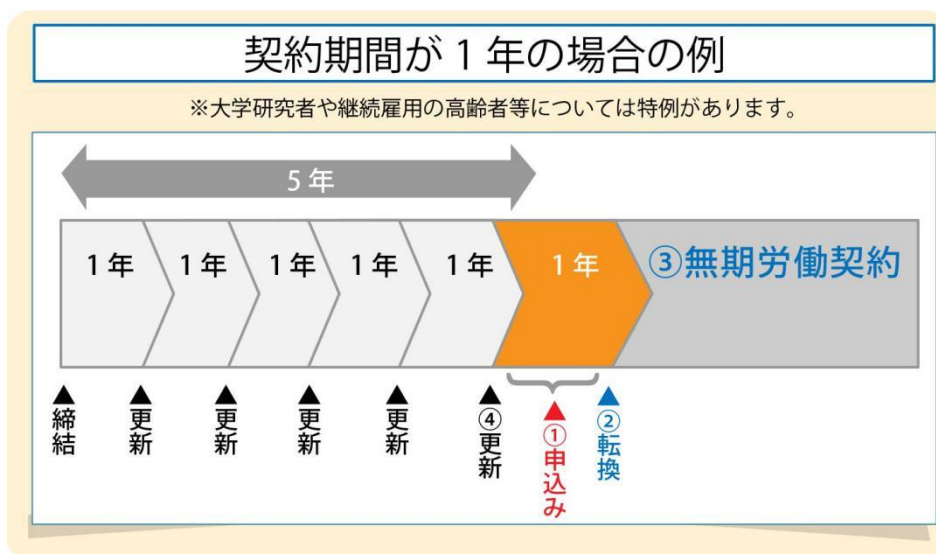 契約期間が1年の場合の例
※大学研究者や継続雇用の高齢者等については特例があります。
5年
1年
1年
1年
1年
1年
1年
③無期労働契約
▲締結
▲更新
▲更新
▲更新
▲更新
▲④更新
▲①申込み
▲②転換